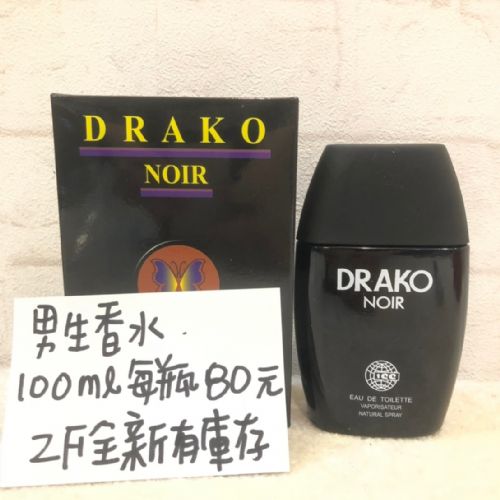 DRAKO
NOIR
男生香水.
100ml每瓶80元
2F全新有庫存
DRAKO
NOIR
EAU DE TOILETTE
VAPORISATEUR
NATURAL SPRAY